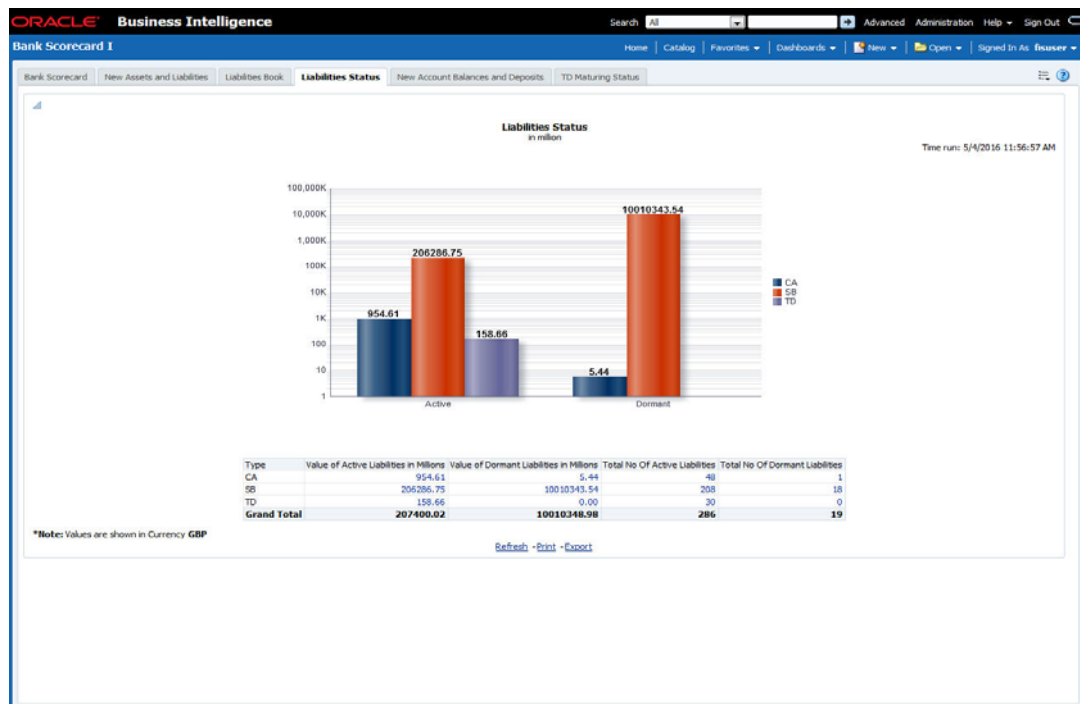 ORACLE Business Intelligence Search All Advanced Administration Help Sign Out
Bank Scorecard I Home Catalog Favorites Dashboards New Open Signed In As fisuser
Bank Scorecard New Assets and Liabilities Liabilities Book Liabilities Status New Account Balances and Deposits TD Maturing Status
Liabilities Status
in million
Time run: 5/4/2016 11:56:57 AM
100,000K
10,000K
1,000K
100K
10K
1K
100
10
1
954.61
206286.75
158.66
5.44
10010343.54
Active Dormant
CA
SB
TD
Type Value of Active Liabilities in Millions Value of Dormant Liabilities in Millions Total No Of Active Liabilities Total No Of Dormant Liabilities
CA 954.61 5.44 48 1
SB 206286.75 10010343.54 208 18
TD 158.66 0.00 30 0
Grand Total 207400.02 10010348.98 286 19
*Note: Values are shown in Currency GBP
Refresh - Print - Export